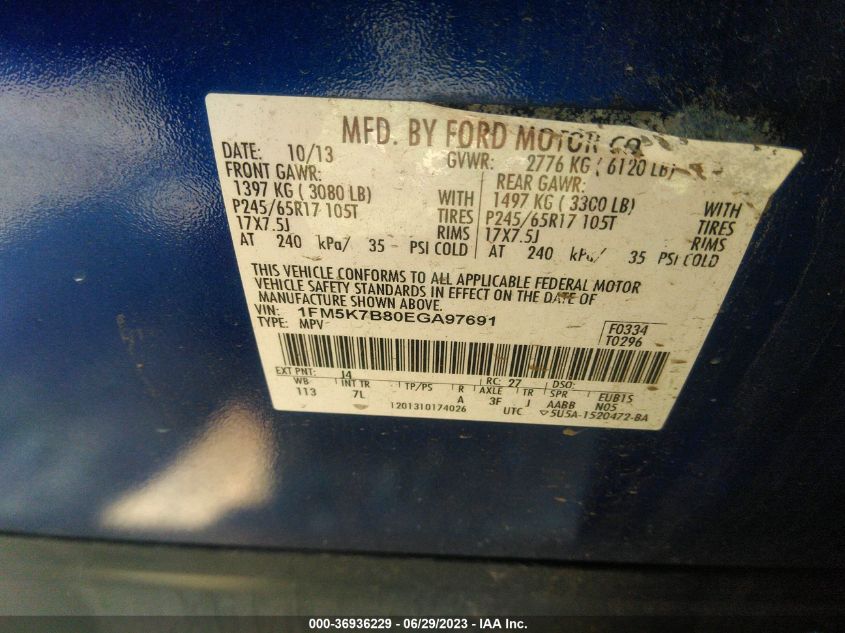 MFD. BY FORD MOTOR CO.
DATE: 10/13 GVWR: 2776 KG ( 6120 LB)
FRONT GAWR: REAR GAWR:
1397 KG ( 3080 LB) WITH 1497 KG ( 3300 LB) WITH
P245/65R17 105T TIRES P245/65R17 105T TIRES
17X7.5J RIMS 17X7.5J RIMS
AT 240 kPa/ 35 PSI COLD AT 240 kPa/ 35 PSI COLD
THIS VEHICLE CONFORMS TO ALL APPLICABLE FEDERAL MOTOR
VEHICLE SAFETY STANDARDS IN EFFECT ON THE DATE OF
MANUFACTURE SHOWN ABOVE.
VIN: 1FM5K7B80EGA97691
TYPE: MPV
F0334
T0296
EXT PNT: J4 RC: 27 DSO:
WB INT TR TP/PS R AXLE TR SPR EUB1S
113 7L A 3F J AABB N05
1201310174026 UTC ▽5U5A-1520472-BA
000-36936229 - 06/29/2023 - IAA Inc.